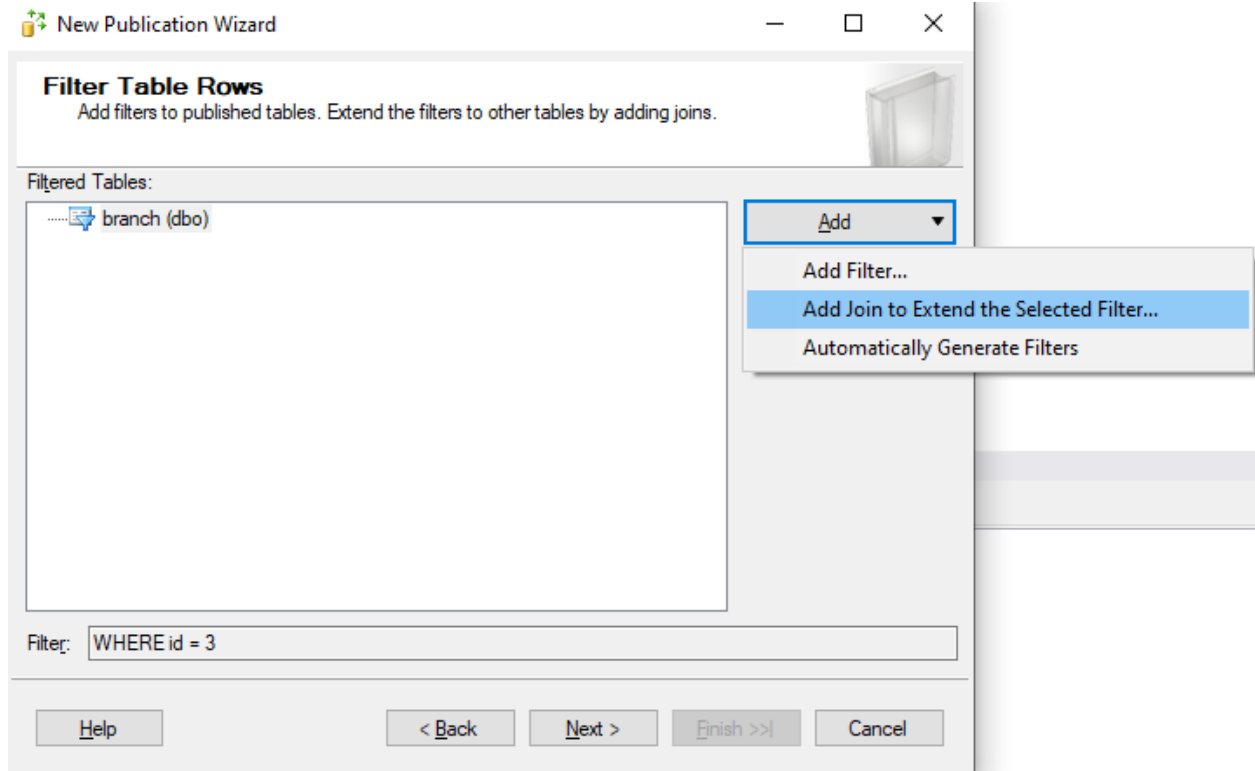 New Publication Wizard
Filter Table Rows
Add filters to published tables. Extend the filters to other tables by adding joins.
Filtered Tables:
branch (dbo)
Add
Add Filter...
Add Join to Extend the Selected Filter...
Automatically Generate Filters
Filter: WHERE id = 3
Help < Back Next > Finish >>| Cancel